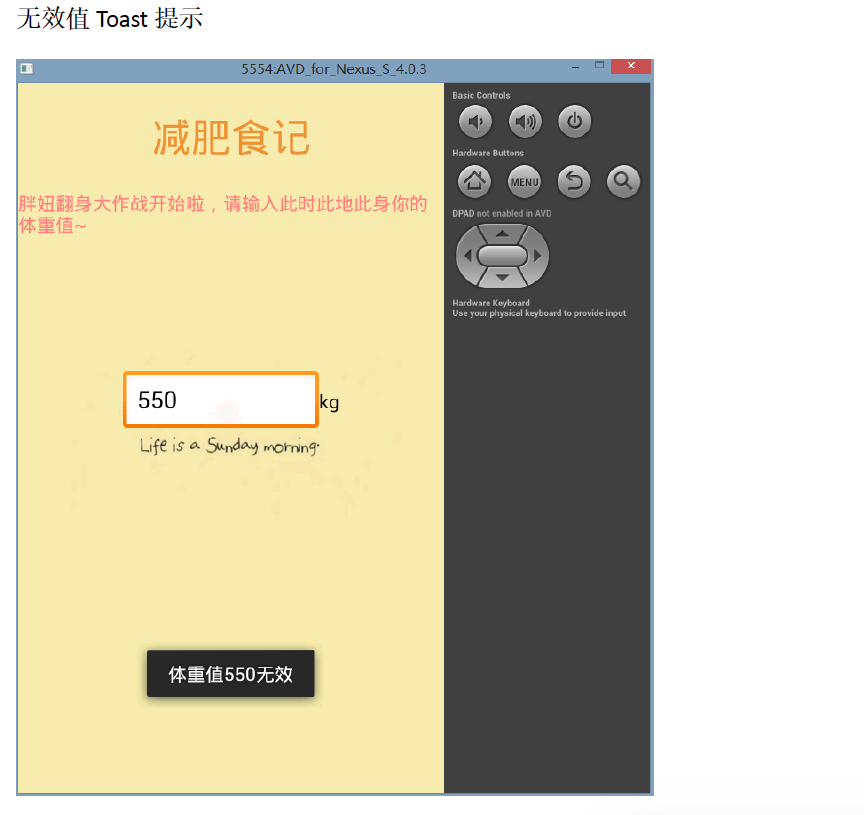 无效值 Toast 提示
5554:AVD_for_Nexus_S_4.0.3
减肥食记
胖妞翻身大作战开始啦，请输入此时此地此身你的
体重值~
550
kg
Life is a Sunday morning.
体重值550无效
Basic Controls
Hardware Buttons
MENU
DPAD not enabled in AVD
Hardware Keyboard
Use your physical keyboard to provide input